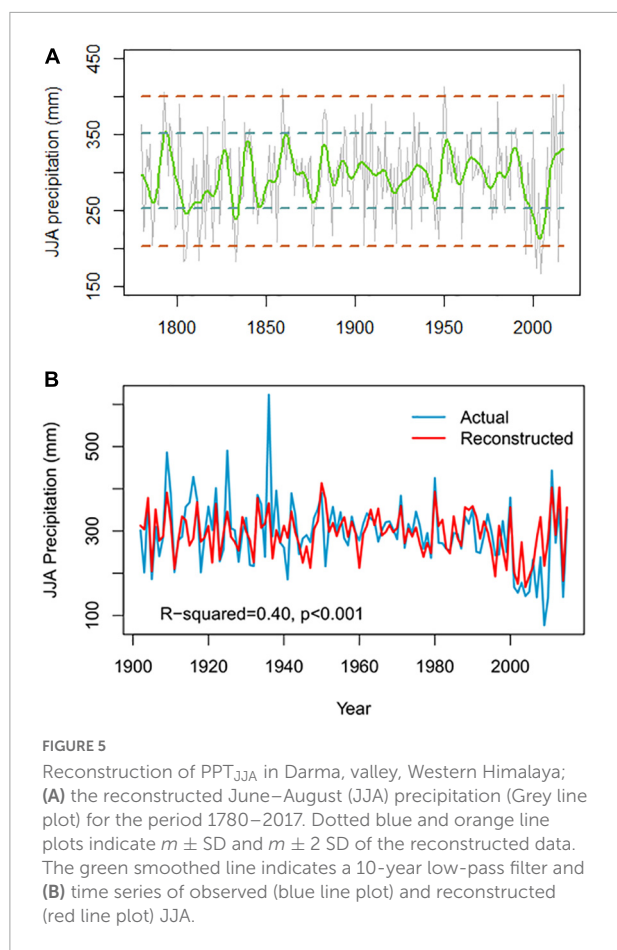 A
JJA precipitation (mm)
450
350
250
150
1800
1850
1900
1950
2000
B
JJA Precipitation (mm)
500
300
100
Actual
Reconstructed
R−squared=0.40, p<0.001
1900
1920
1940
1960
1980
2000
Year
FIGURE 5
Reconstruction of PPTJJA in Darma, valley, Western Himalaya;
(A) the reconstructed June–August (JJA) precipitation (Grey line
plot) for the period 1780–2017. Dotted blue and orange line
plots indicate m ± SD and m ± 2 SD of the reconstructed data.
The green smoothed line indicates a 10-year low-pass filter and
(B) time series of observed (blue line plot) and reconstructed
(red line plot) JJA.